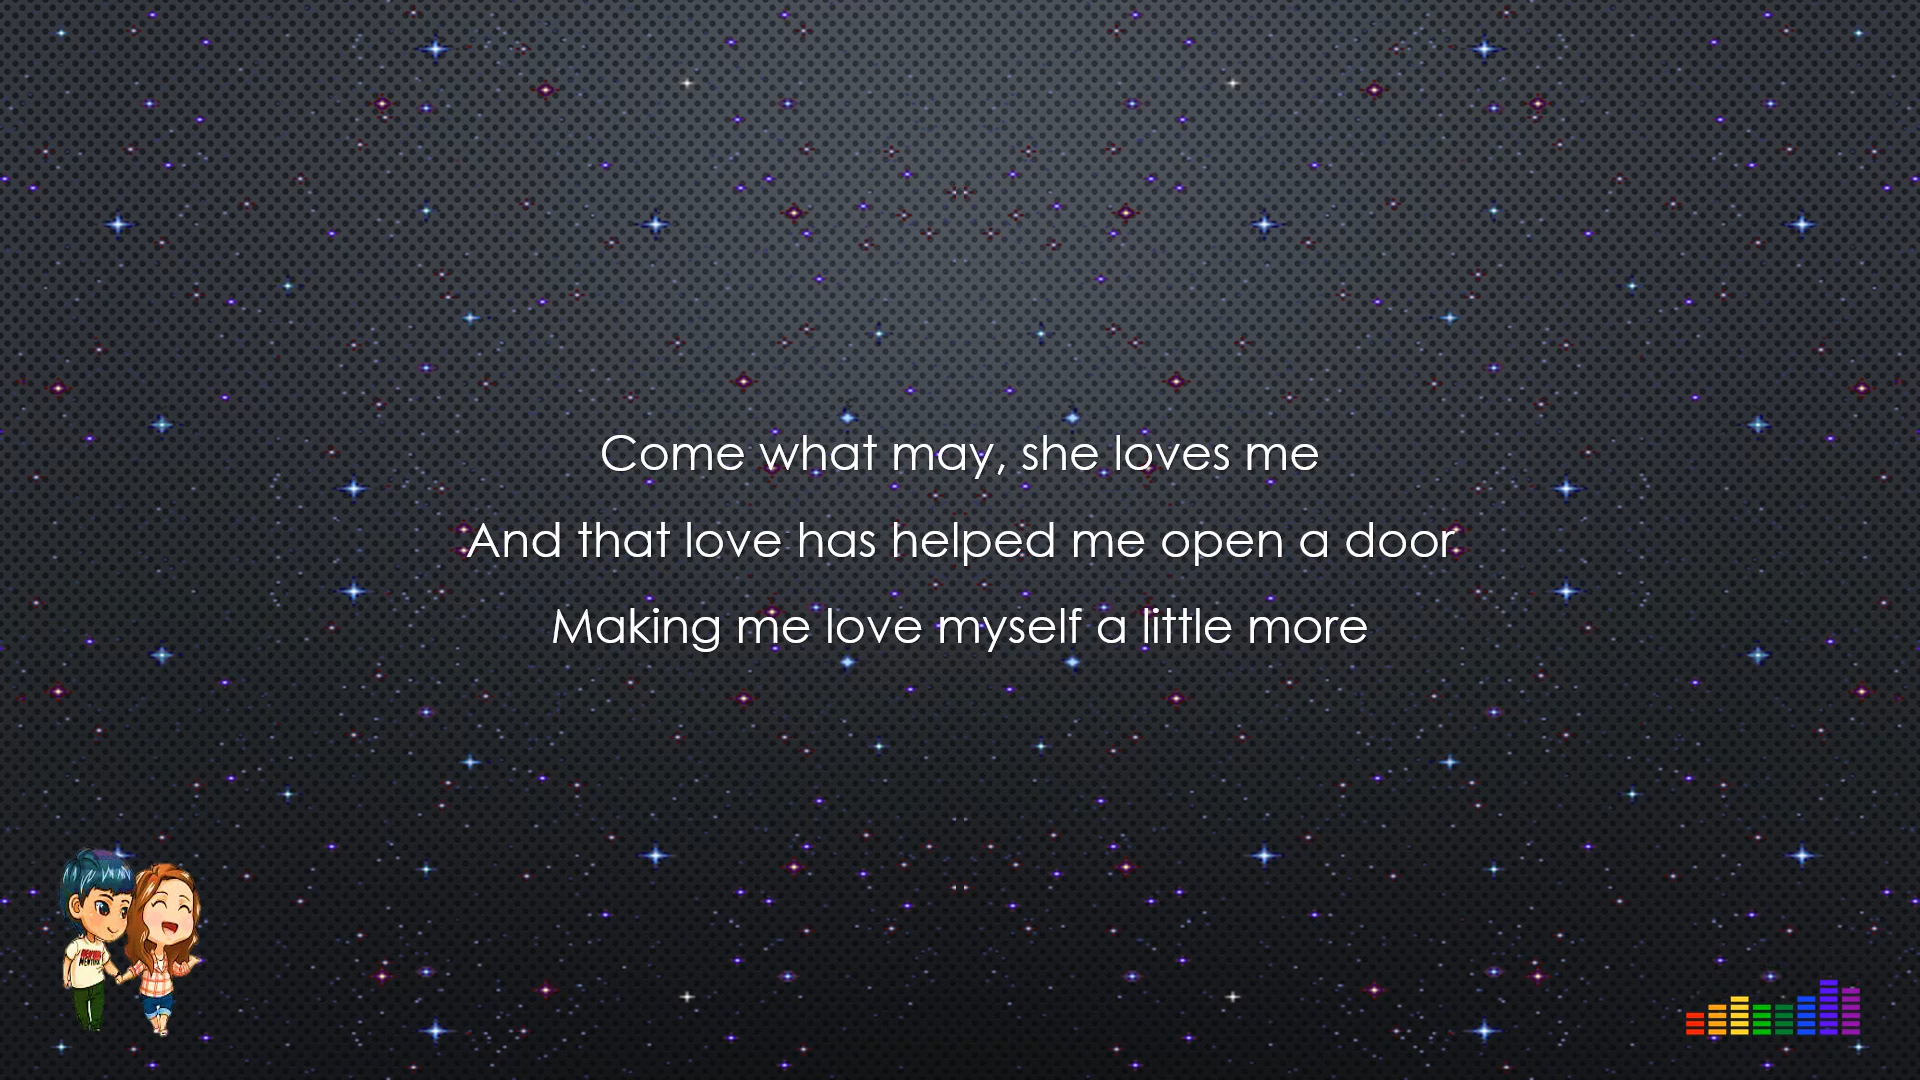 Come what may, she loves me
And that love has helped me open a door
Making me love myself a little more